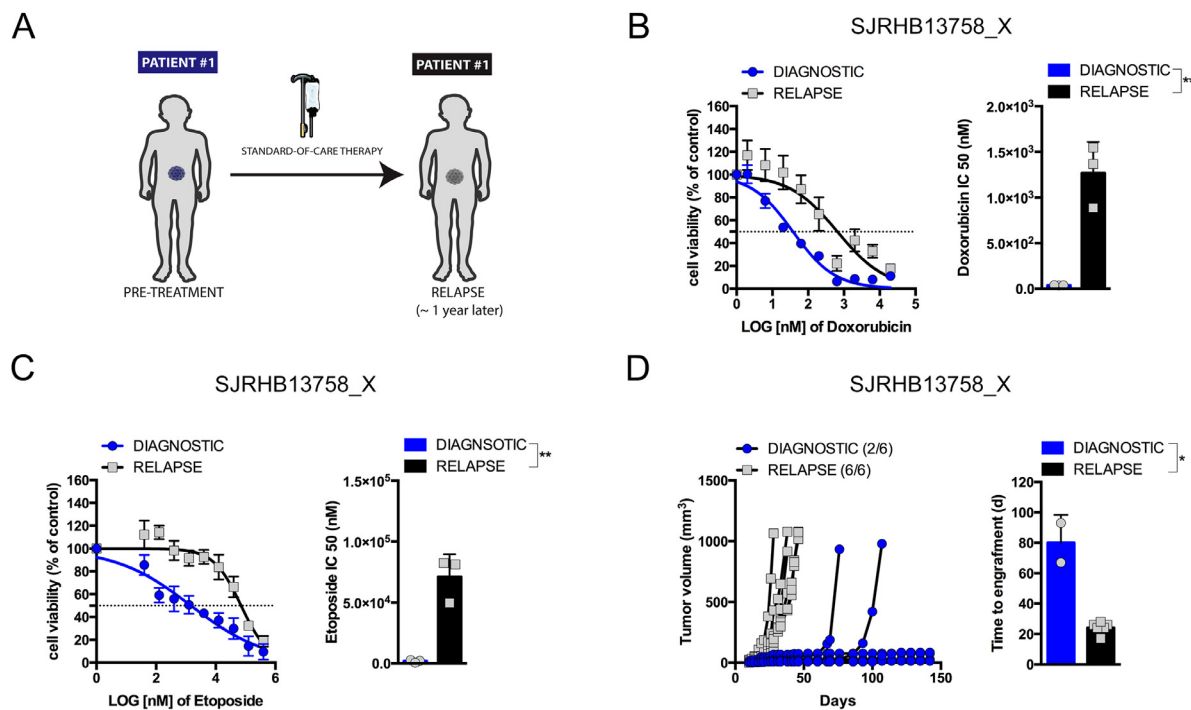 A
PATIENT #1
PATIENT #1
STANDARD-OF-CARE THERAPY
PRE-TREATMENT
RELAPSE
(~ 1 year later)
B
SJRHB13758_X
DIAGNOSTIC
RELAPSE
cell viability (% of control)
160
140
120
100
80
60
40
20
0
0
1
2
3
4
5
LOG [nM] of Doxorubicin
DIAGNOSTIC
RELAPSE
**
Doxorubicin IC 50 (nM)
2.0×10³
1.5×10³
1.0×10³
5.0×10²
0.0
C
SJRHB13758_X
DIAGNOSTIC
RELAPSE
cell viability (% of control)
160
140
120
100
80
60
40
20
0
0
2
4
6
LOG [nM] of Etoposide
DIAGNSOTIC
RELAPSE
**
Etoposide IC 50 (nM)
1.5×10⁵
1.0×10⁵
5.0×10⁴
0.0
D
SJRHB13758_X
DIAGNOSTIC (2/6)
RELAPSE (6/6)
Tumor volume (mm³)
1500
1000
500
0
0
50
100
150
Days
DIAGNOSTIC
RELAPSE
*
Time to engrafment (d)
120
100
80
60
40
20
0